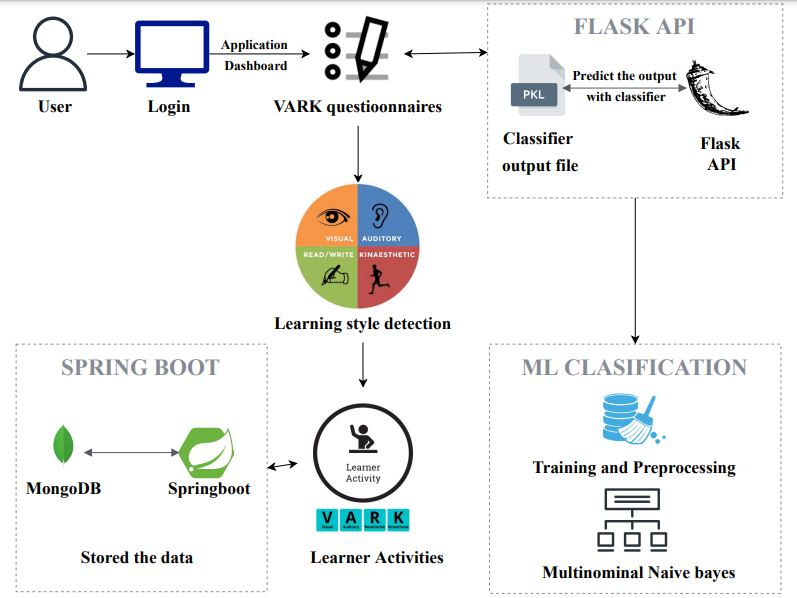 FLASK API
Application
Dashboard
User
Login
VARK questioonnaires
PKL
Predict the output
with classifier
Classifier
output file
Flask
API
VISUAL
AUDITORY
READ/WRITE
KINAESTHETIC
Learning style detection
SPRING BOOT
MongoDB
Springboot
Stored the data
Learner
Activity
V A R K
Visual Auditory Read/Write Kinesthetic
Learner Activities
ML CLASIFICATION
Training and Preprocessing
Multinominal Naive bayes